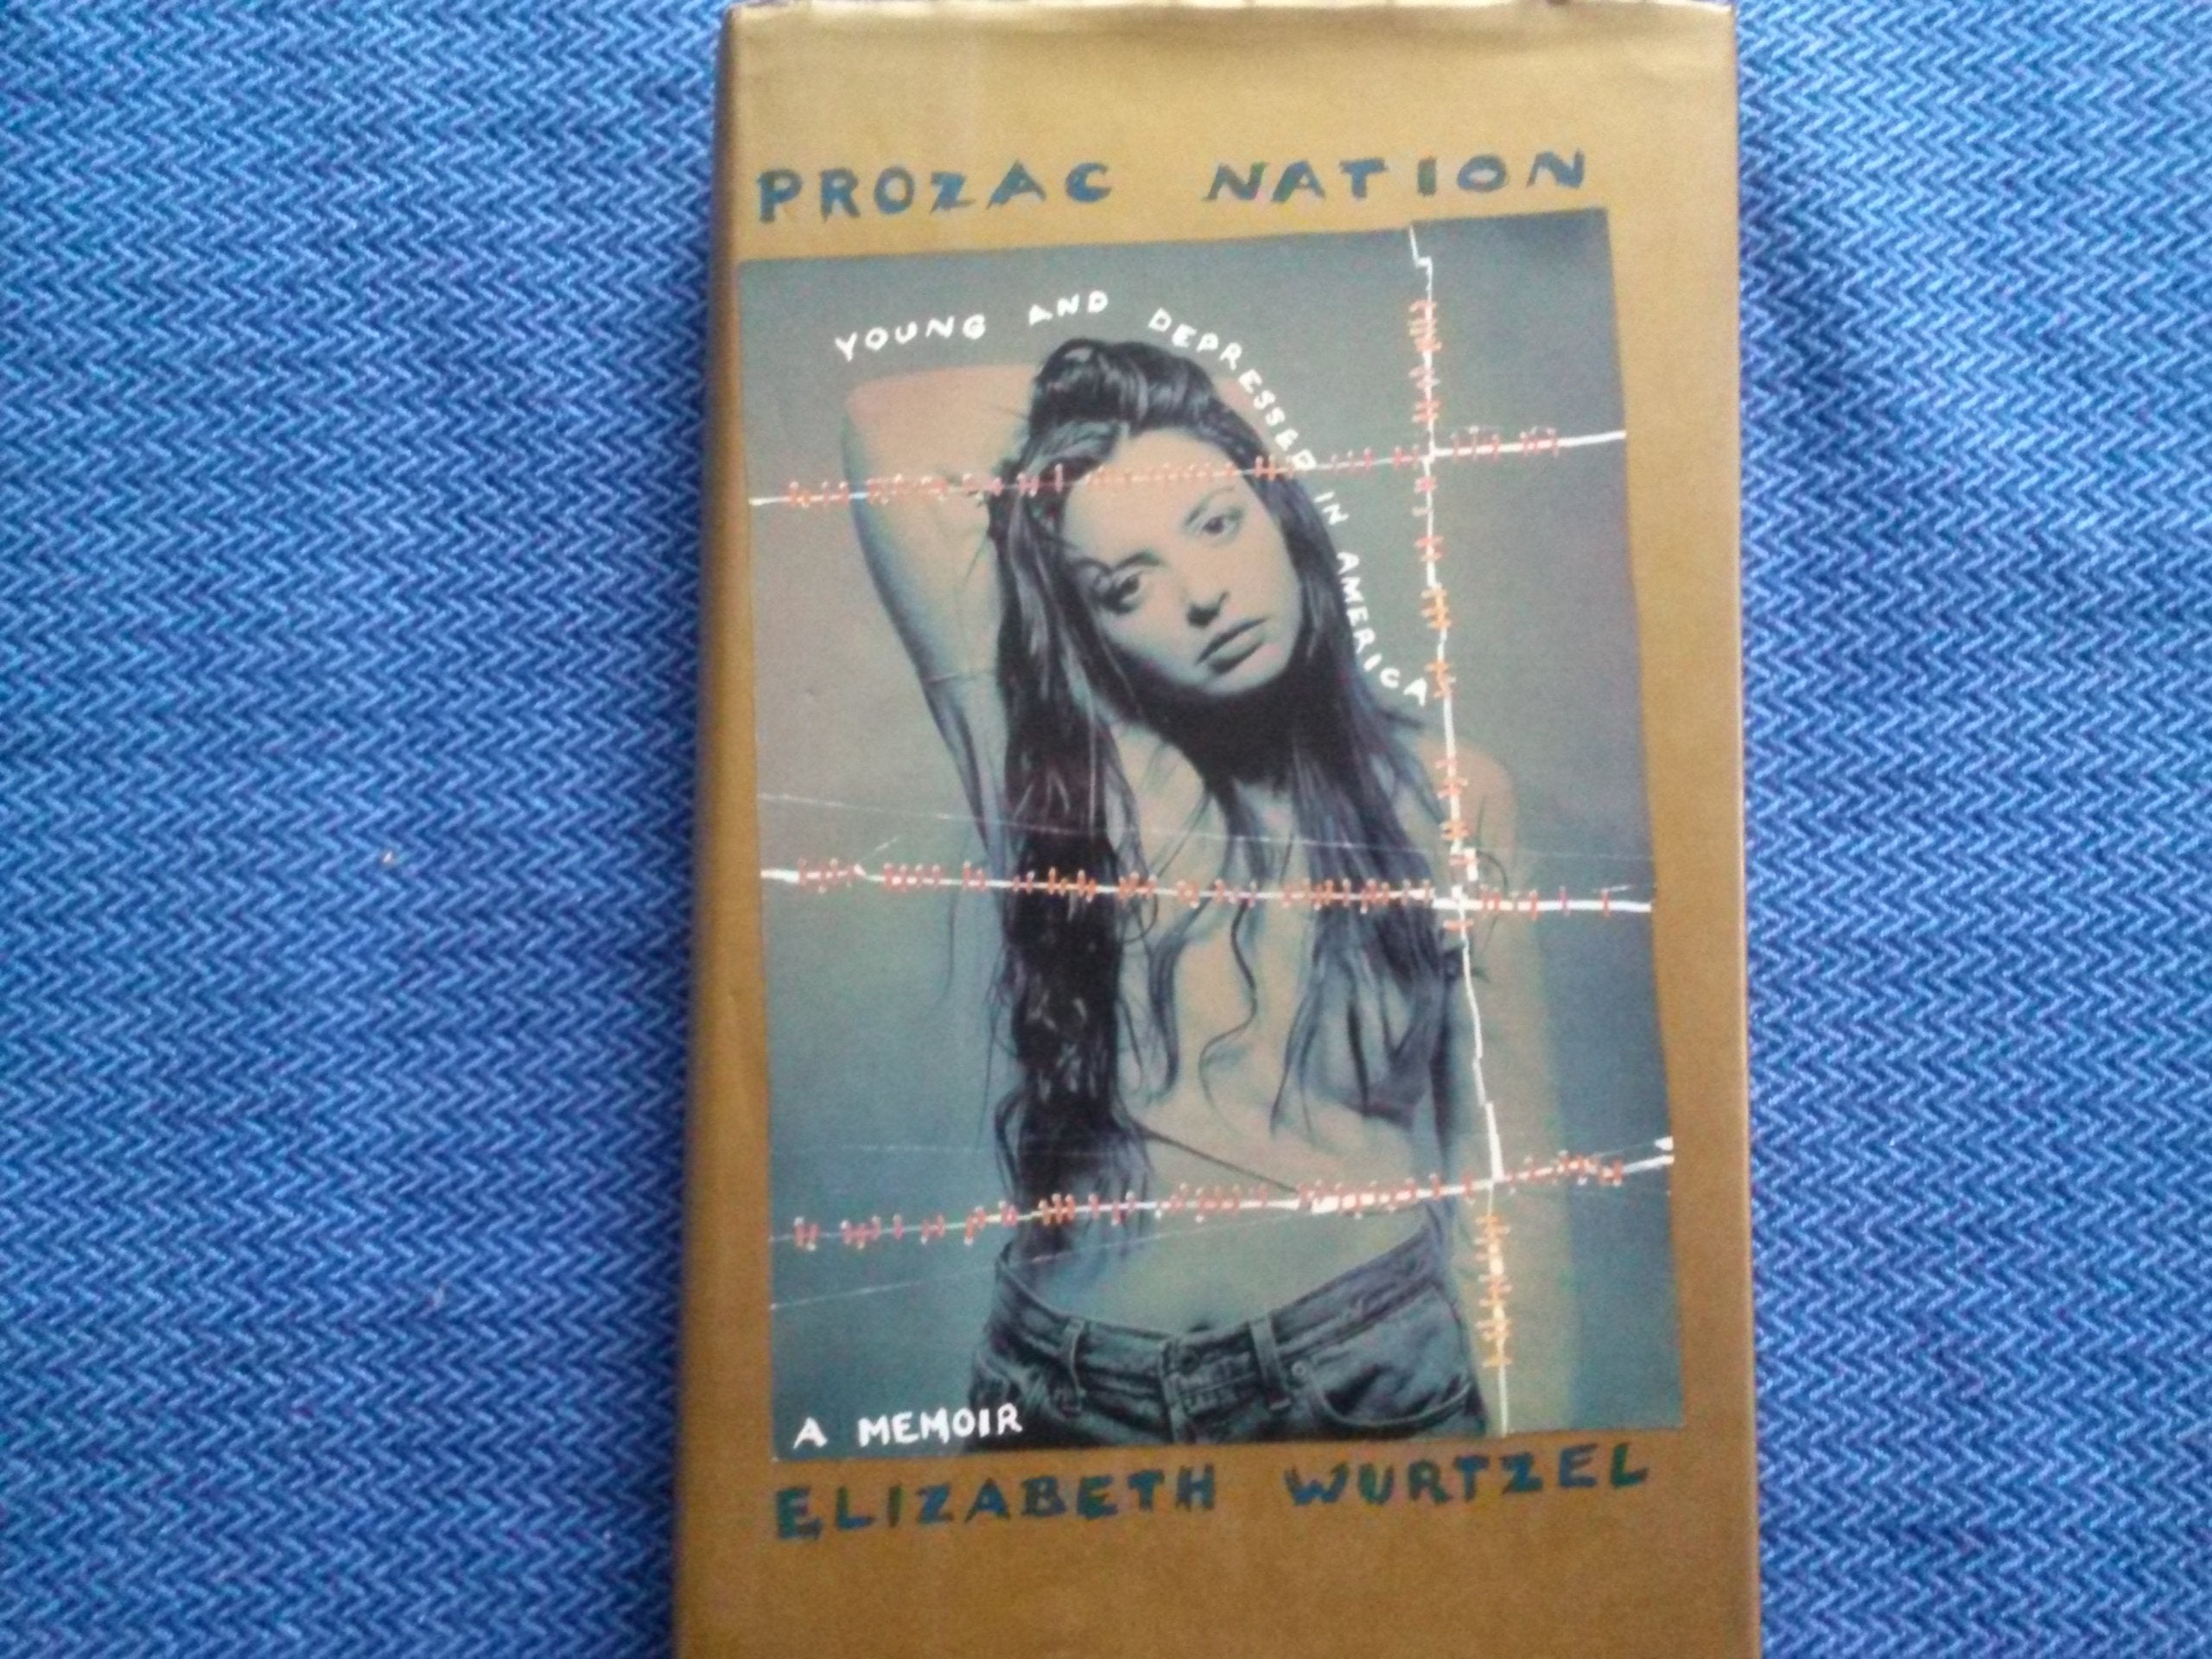 PROZAC NATION
YOUNG AND DEPRESSED IN AMERICA
A MEMOIR
ELIZABETH WURTZEL